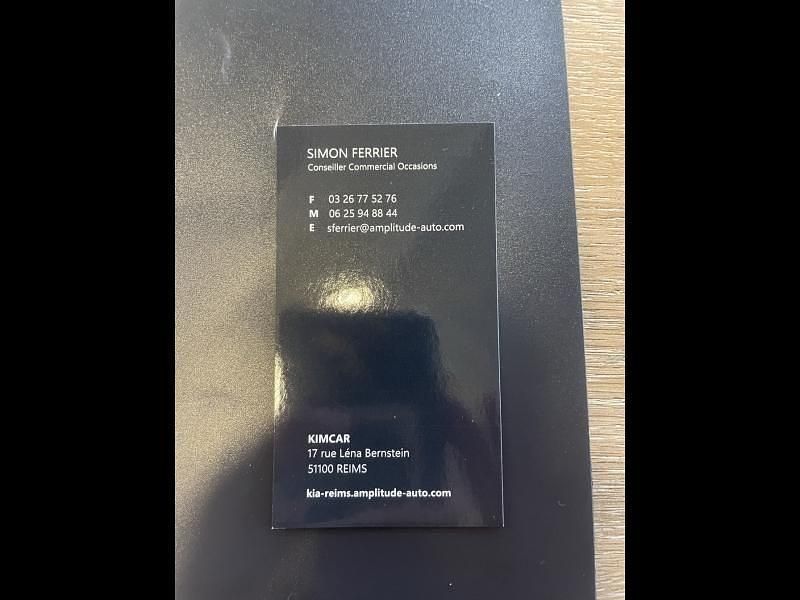 SIMON FERRIER
Conseiller Commercial Occasions
F 03 26 77 52 76
M 06 25 94 88 44
E sferrier@amplitude-auto.com
KIMCAR
17 rue Léna Bernstein
51100 REIMS
kia-reims.amplitude-auto.com